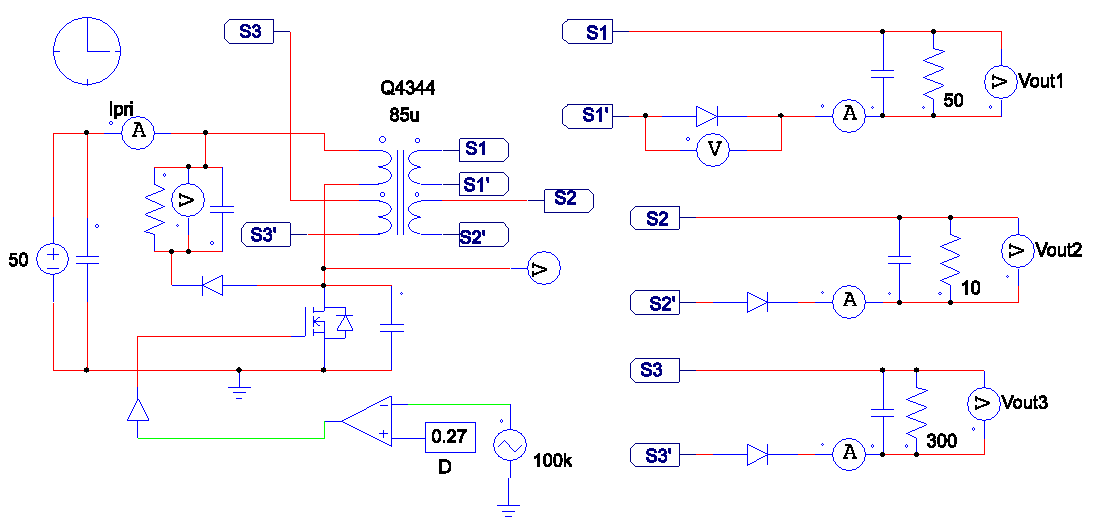 S3
S1
Vout1
50
Q4344
85u
Ipri
A
S1'
A
V
V
S1
S1'
S2
S2
Vout2
V
V
S3'
S2'
50
V
10
S2'
A
S3
V
Vout3
0.27
D
100k
300
S3'
A